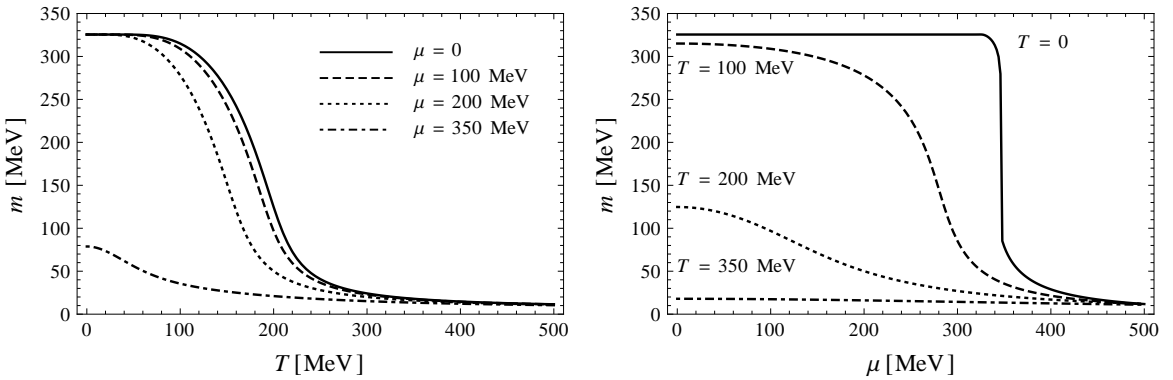 350
300
250
200
150
100
50
0
m [MeV]
0 100 200 300 400 500
T [MeV]
μ = 0
μ = 100 MeV
μ = 200 MeV
μ = 350 MeV
350
300
250
200
150
100
50
0
m [MeV]
0 100 200 300 400 500
μ [MeV]
T = 0
T = 100 MeV
T = 200 MeV
T = 350 MeV